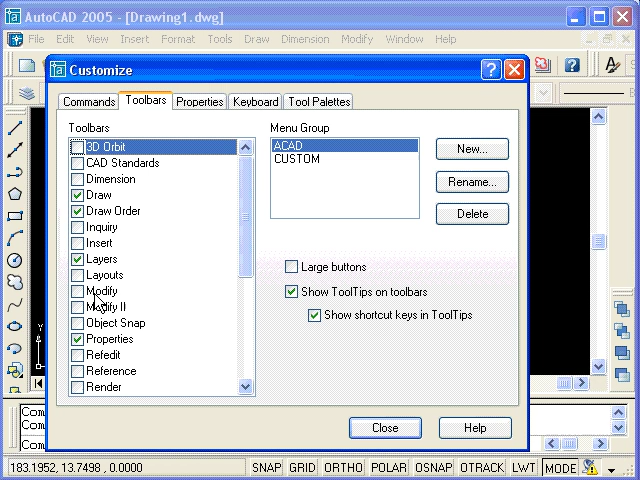 AutoCAD 2005 - [Drawing1.dwg]
File Edit View Insert Format Tools Draw Dimension Modify Window Help
Customize
Commands Toolbars Properties Keyboard Tool Palettes
Toolbars
3D Orbit
CAD Standards
Dimension
Draw
Draw Order
Inquiry
Insert
Layers
Layouts
Modify
Modify II
Object Snap
Properties
Refedit
Reference
Render
Menu Group
ACAD
CUSTOM
New...
Rename...
Delete
Large buttons
Show ToolTips on toolbars
Show shortcut keys in ToolTips
Close Help
Y
183.1952, 13.7498 , 0.0000 SNAP GRID ORTHO POLAR OSNAP OTRACK LWT MODE